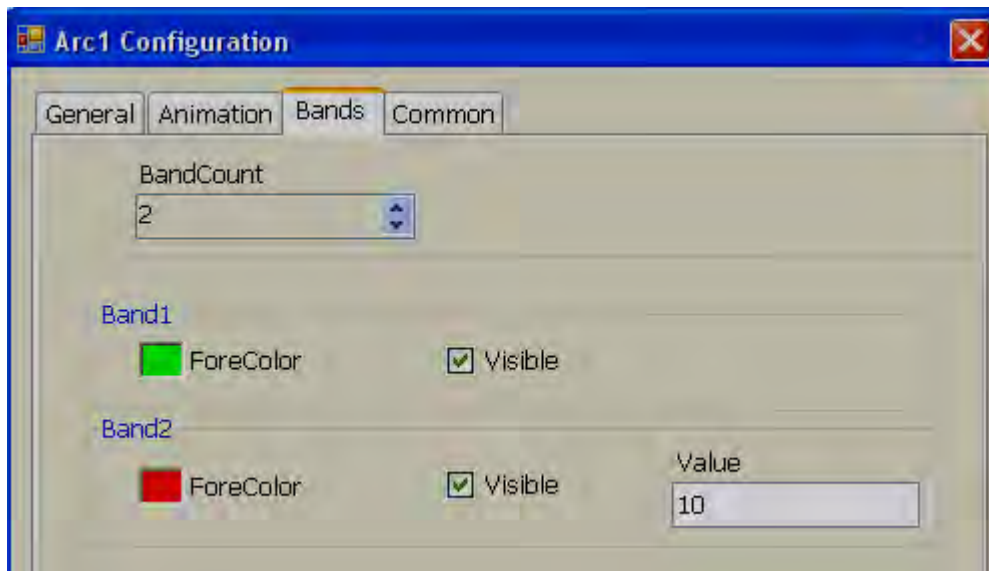 Arc1 Configuration
General Animation Bands Common
BandCount
2
Band1
ForeColor Visible
Band2
ForeColor Visible Value
10